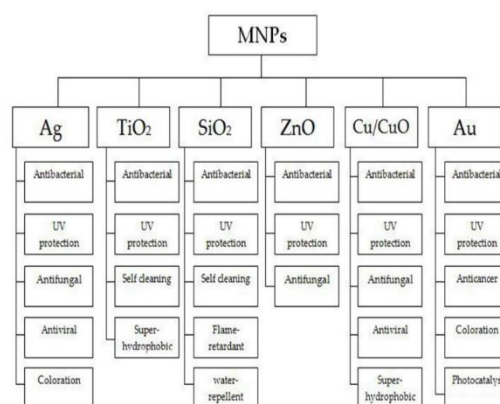 MNPs
Ag
TiO₂
SiO₂
ZnO
Cu/CuO
Au
Antibacterial
Antibacterial
Antibacterial
Antibacterial
Antibacterial
Antibacterial
UV
protection
UV
protection
UV
protection
UV
protection
UV
protection
UV
protection
Antifungal
Self cleaning
Self cleaning
Antifungal
Antifungal
Anticancer
Antiviral
Super-
hydrophobic
Flame-
retardant
Antiviral
Coloration
Coloration
water-
repellent
Super-
hydrophobic
Photocatalys